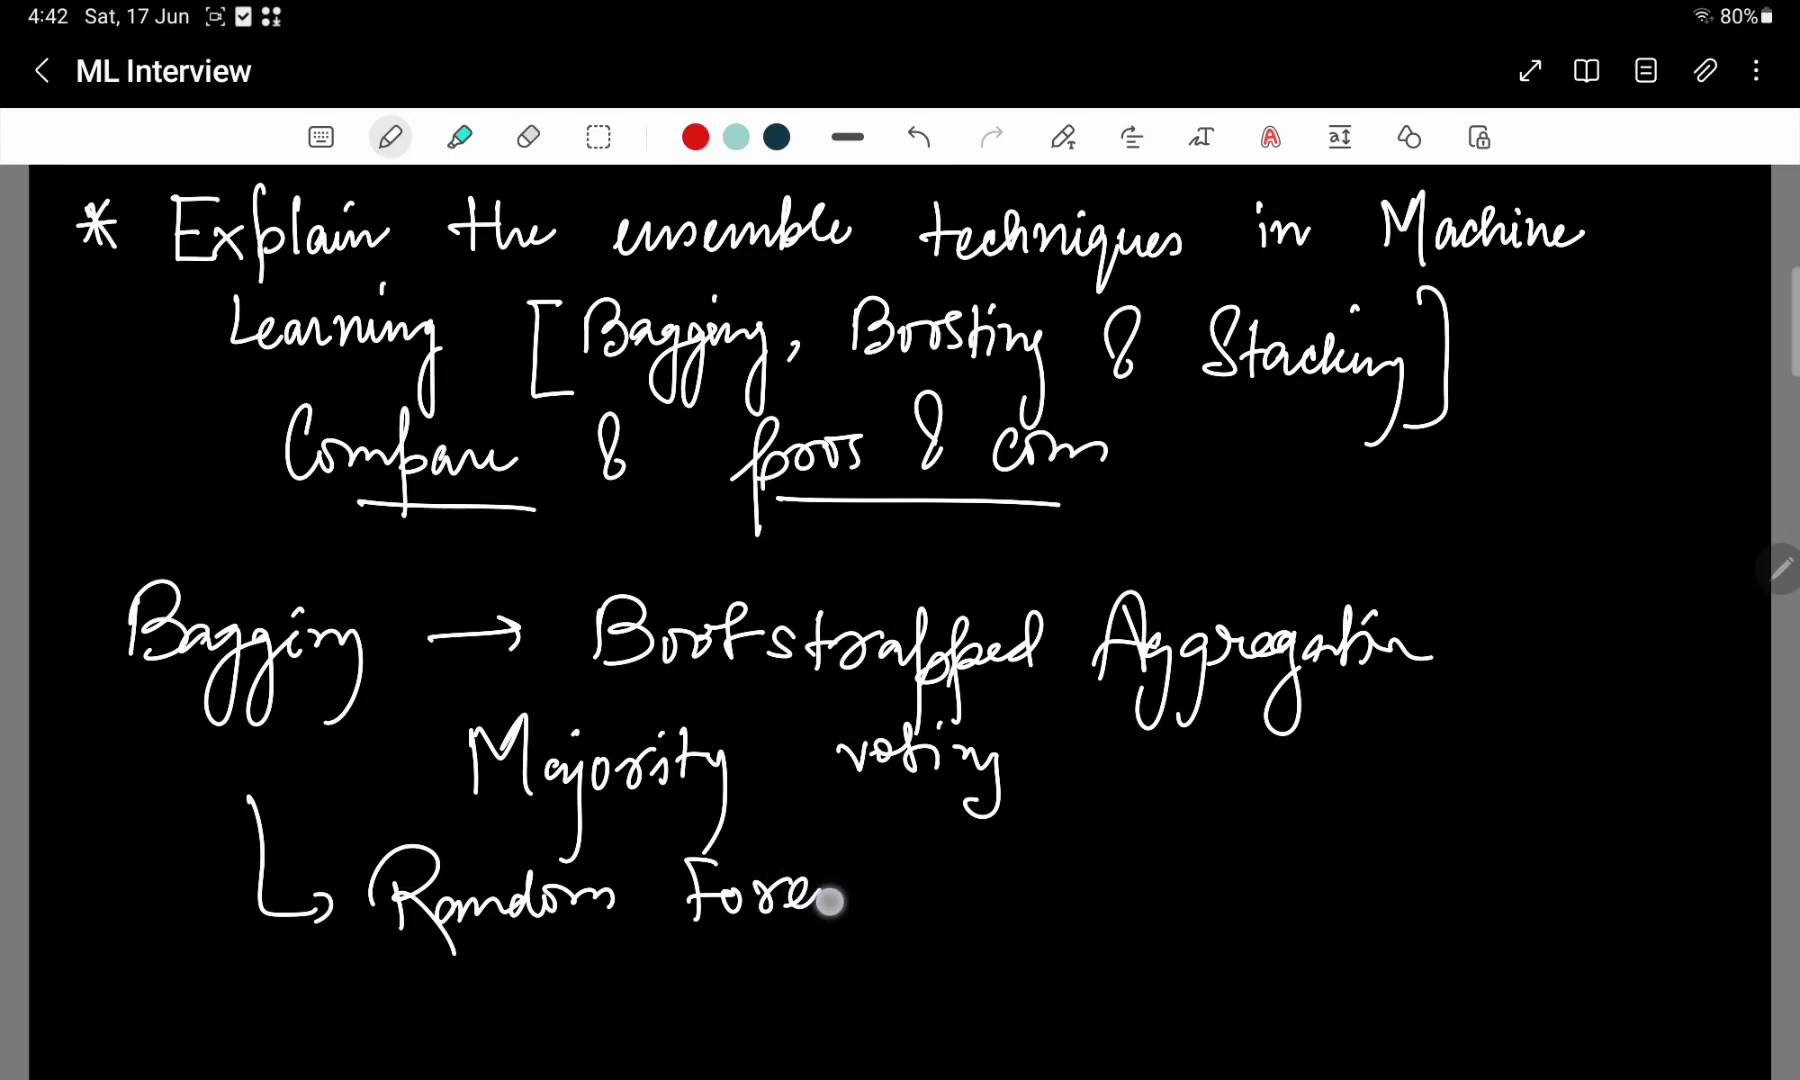 4:42 Sat, 17 Jun 80%
ML Interview
* Explain the ensemble techniques in Machine
Learning [Bagging, Boosting & Stacking]
Compare & pros & cons
Bagging → Bootstrapped Aggregation
Majority voting
Random Fore